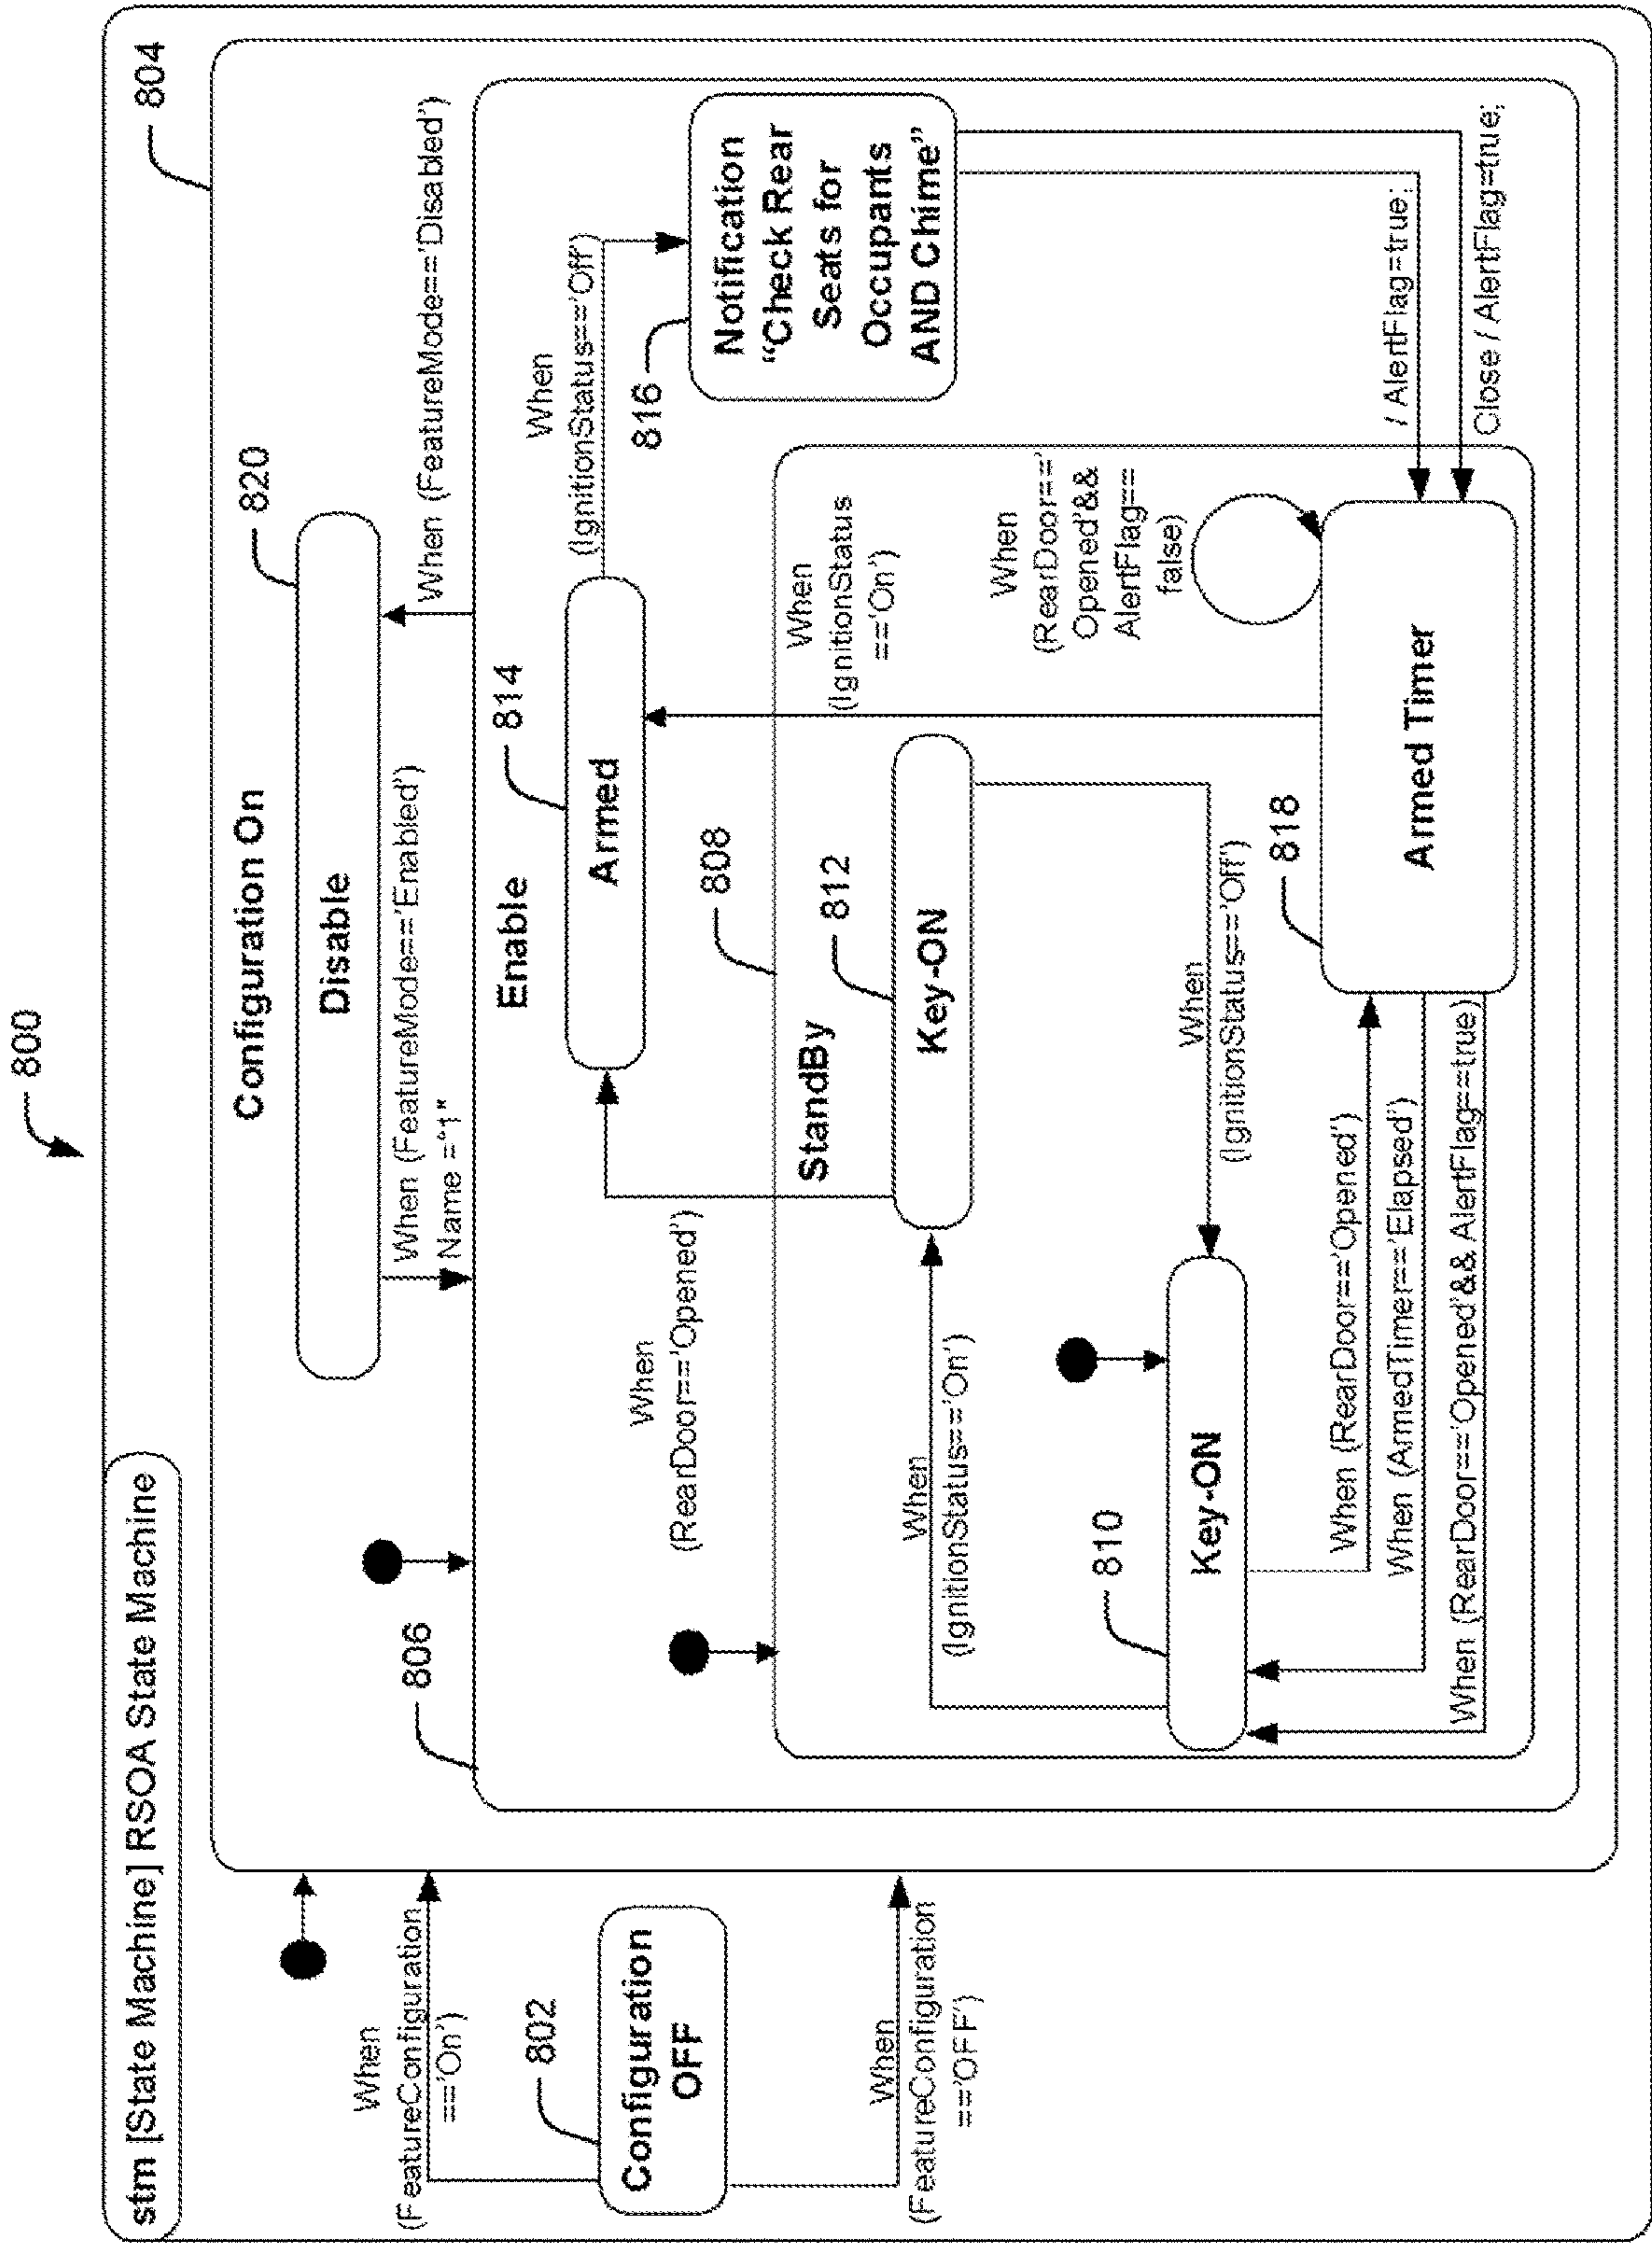 800
stm [State Machine] RSOA State Machine
804
Configuration On
820
Disable
When (FeatureMode=='Enabled')
Name ="1"
When (FeatureMode=='Disabled')
When
(FeatureConfiguration
=='On')
802
Configuration
OFF
When
(FeatureConfiguration
=='OFF')
806
Enable
814
Armed
When
(IgnitionStatus=='Off')
816
Notification
"Check Rear
Seats for
Occupants
AND Chime"
When
(RearDoor=='Opened')
StandBy
808
812
Key-ON
When
(IgnitionStatus
=='On')
When
(IgnitionStatus=='On')
When
(IgnitionStatus=='Off')
810
Key-ON
When
(RearDoor=='
Opened'&&
AlertFlag==
false)
818
Armed Timer
When (RearDoor=='Opened')
When (ArmedTimer=='Elapsed')
When (RearDoor=='Opened'&& AlertFlag==true)
/ AlertFlag=true;
Close / AlertFlag=true;